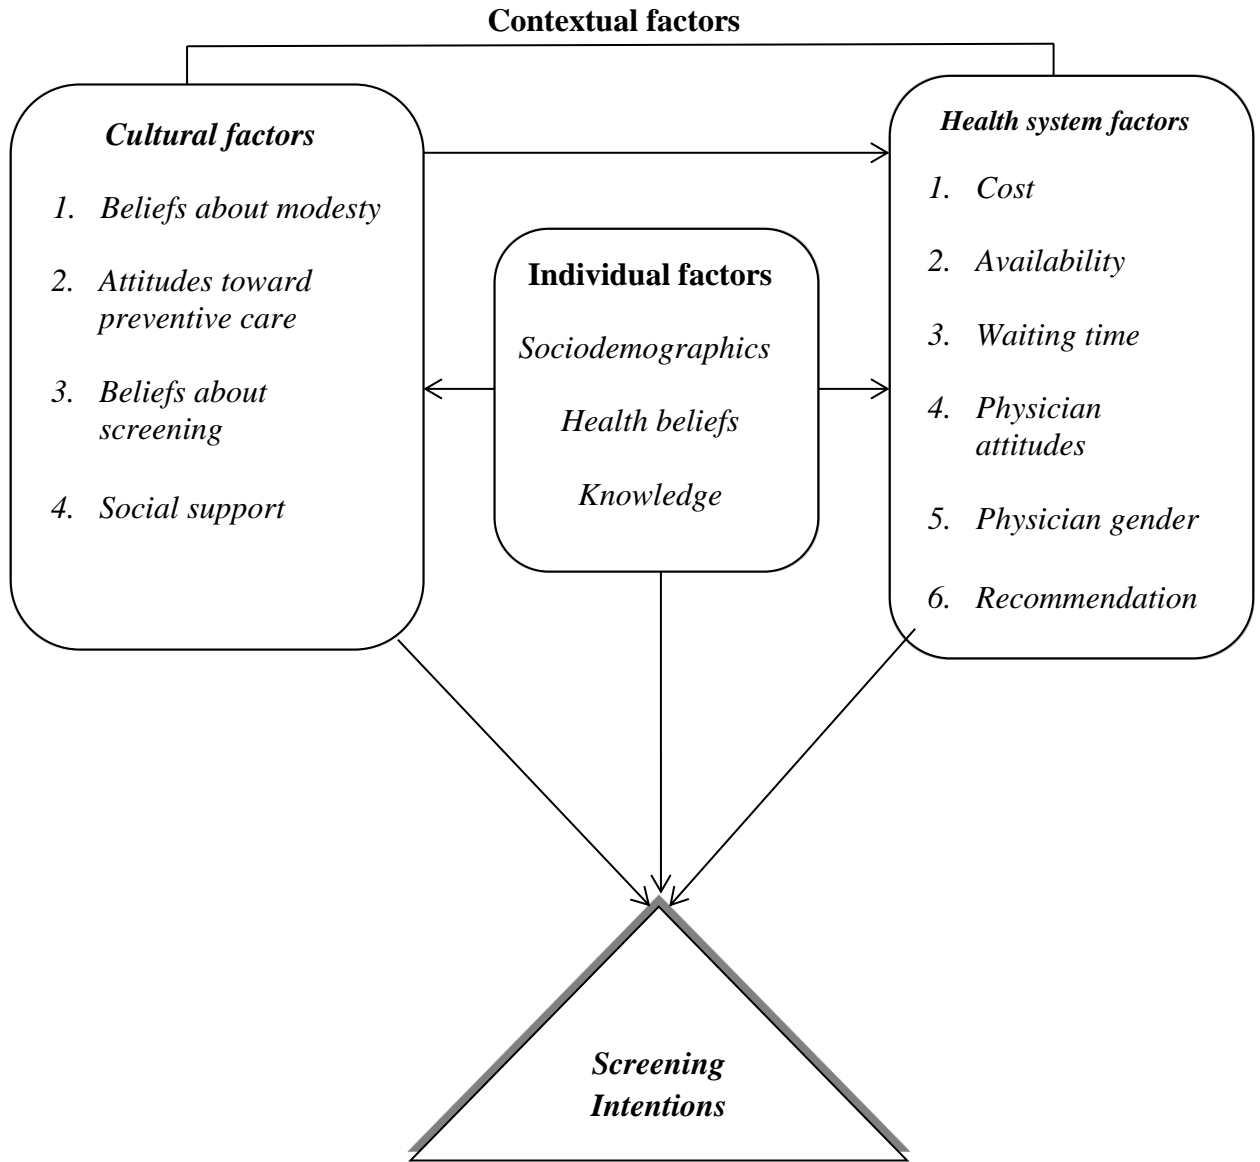 Contextual factors
Cultural factors
1. Beliefs about modesty
2. Attitudes toward
preventive care
3. Beliefs about
screening
4. Social support
Individual factors
Sociodemographics
Health beliefs
Knowledge
Health system factors
1. Cost
2. Availability
3. Waiting time
4. Physician
attitudes
5. Physician gender
6. Recommendation
Screening
Intentions